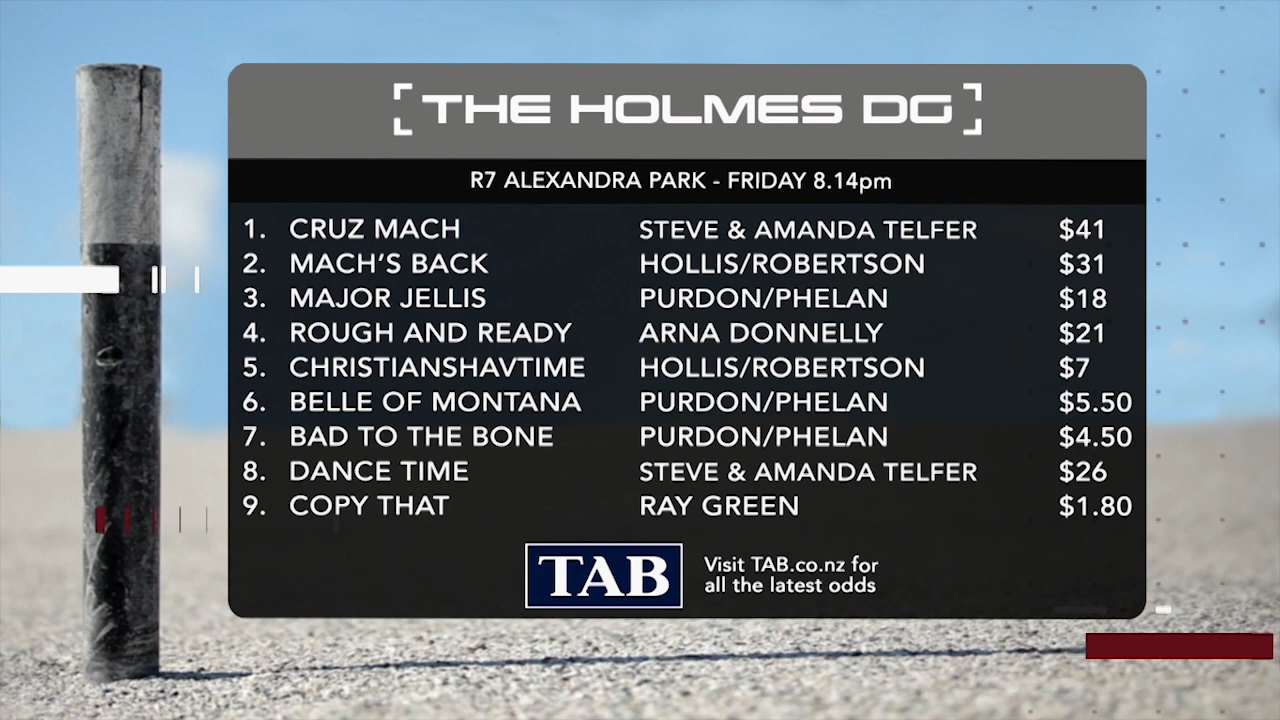 [THE HOLMES DG]
R7 ALEXANDRA PARK - FRIDAY 8.14pm
1. CRUZ MACH STEVE & AMANDA TELFER $41
2. MACH'S BACK HOLLIS/ROBERTSON $31
3. MAJOR JELLIS PURDON/PHELAN $18
4. ROUGH AND READY ARNA DONNELLY $21
5. CHRISTIANSHAVTIME HOLLIS/ROBERTSON $7
6. BELLE OF MONTANA PURDON/PHELAN $5.50
7. BAD TO THE BONE PURDON/PHELAN $4.50
8. DANCE TIME STEVE & AMANDA TELFER $26
9. COPY THAT RAY GREEN $1.80
TAB
Visit TAB.co.nz for
all the latest odds